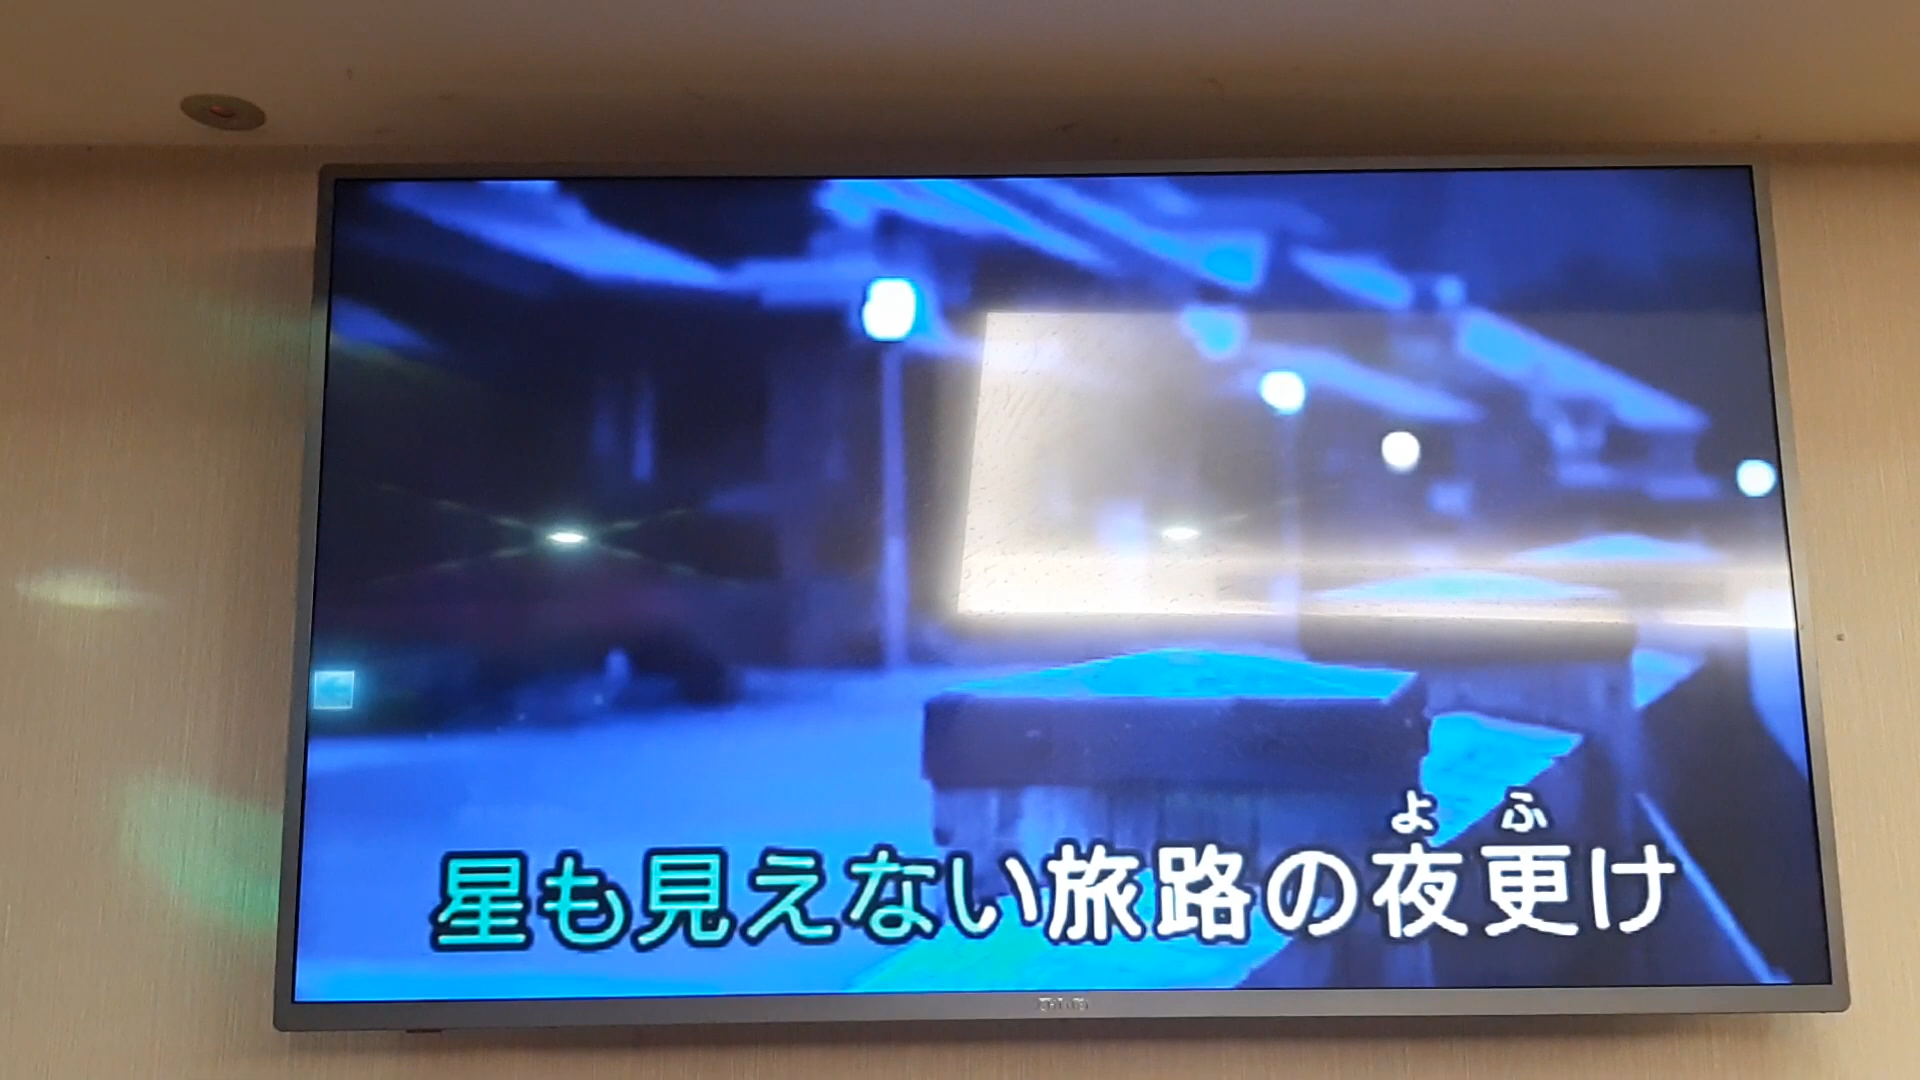 よ ふ
星も見えない旅路の夜更け